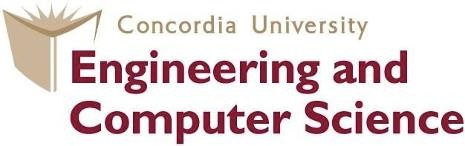 Concordia University
Engineering and
Computer Science